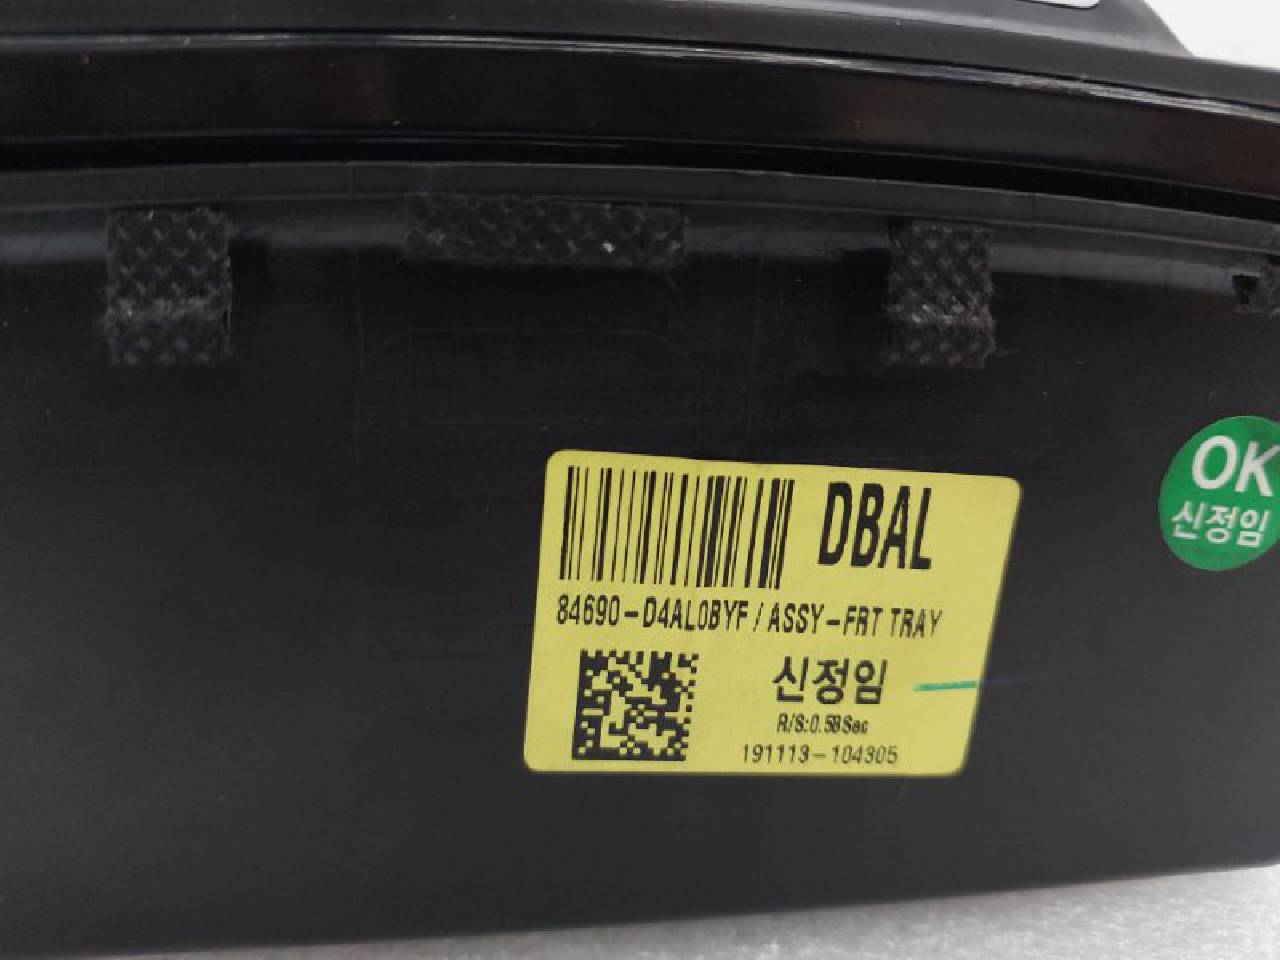 DBAL
84690-D4AL0BYF / ASSY-FRT TRAY
신정임
R/S:0.58Sec
191113-104305
OK
신정임